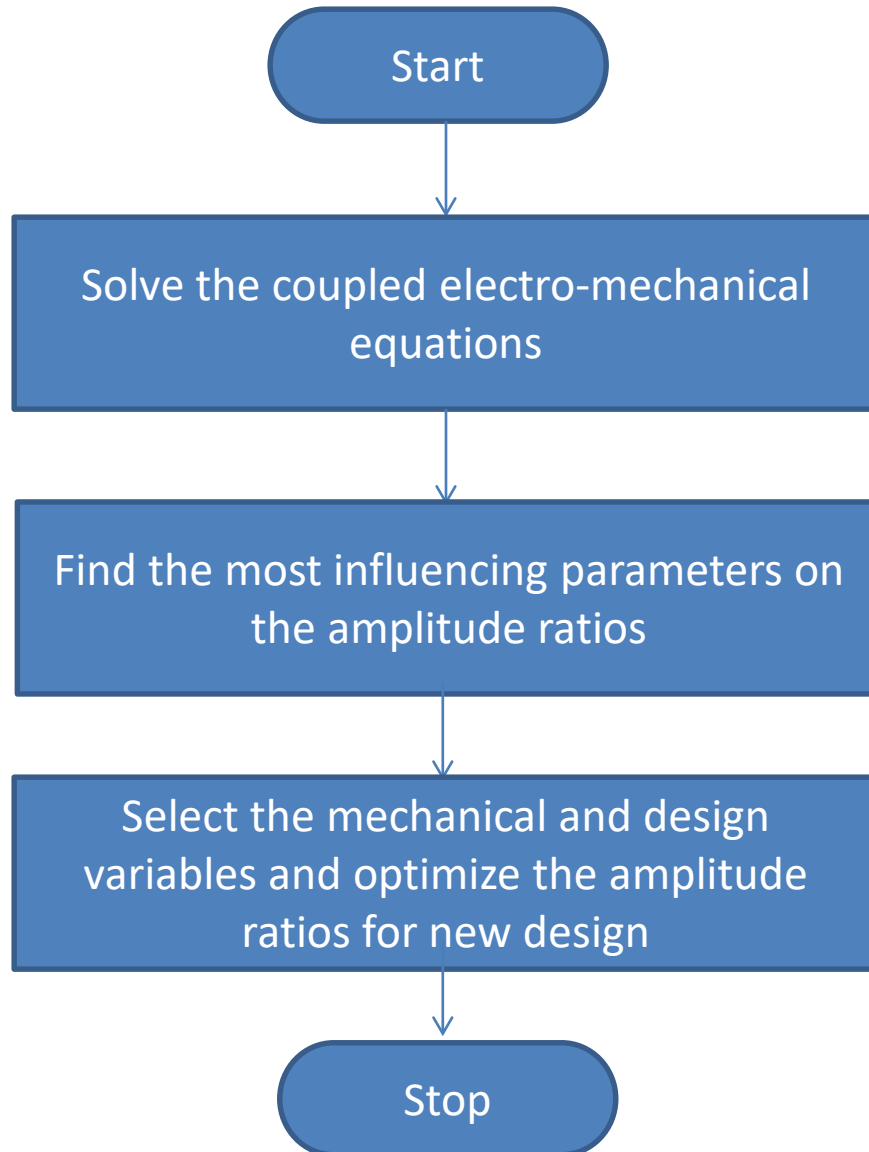 Start
Solve the coupled electro-mechanical
equations
Find the most influencing parameters on
the amplitude ratios
Select the mechanical and design
variables and optimize the amplitude
ratios for new design
Stop